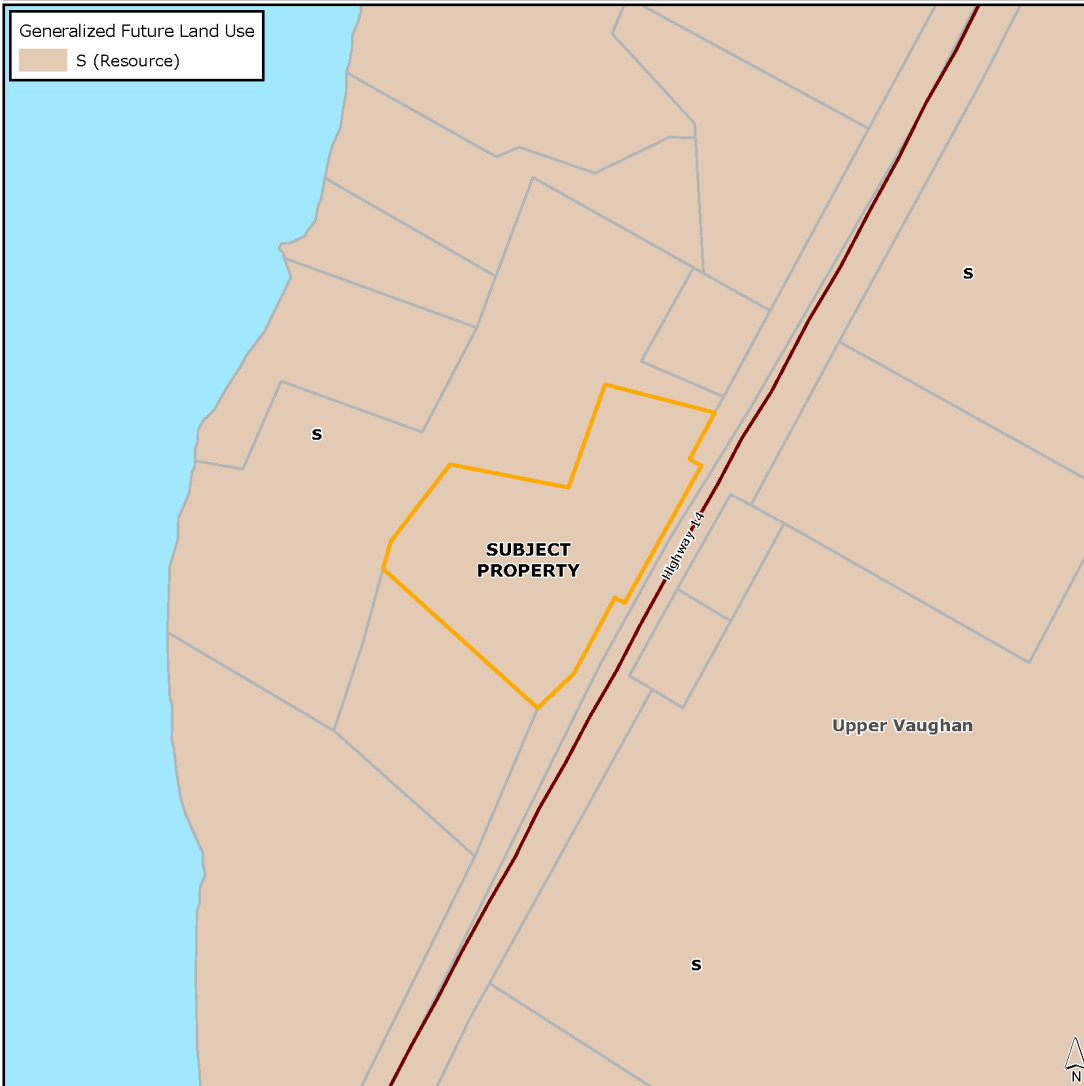 Generalized Future Land Use
S (Resource)
S
S
Highway 14
SUBJECT
PROPERTY
Upper Vaughan
S
N